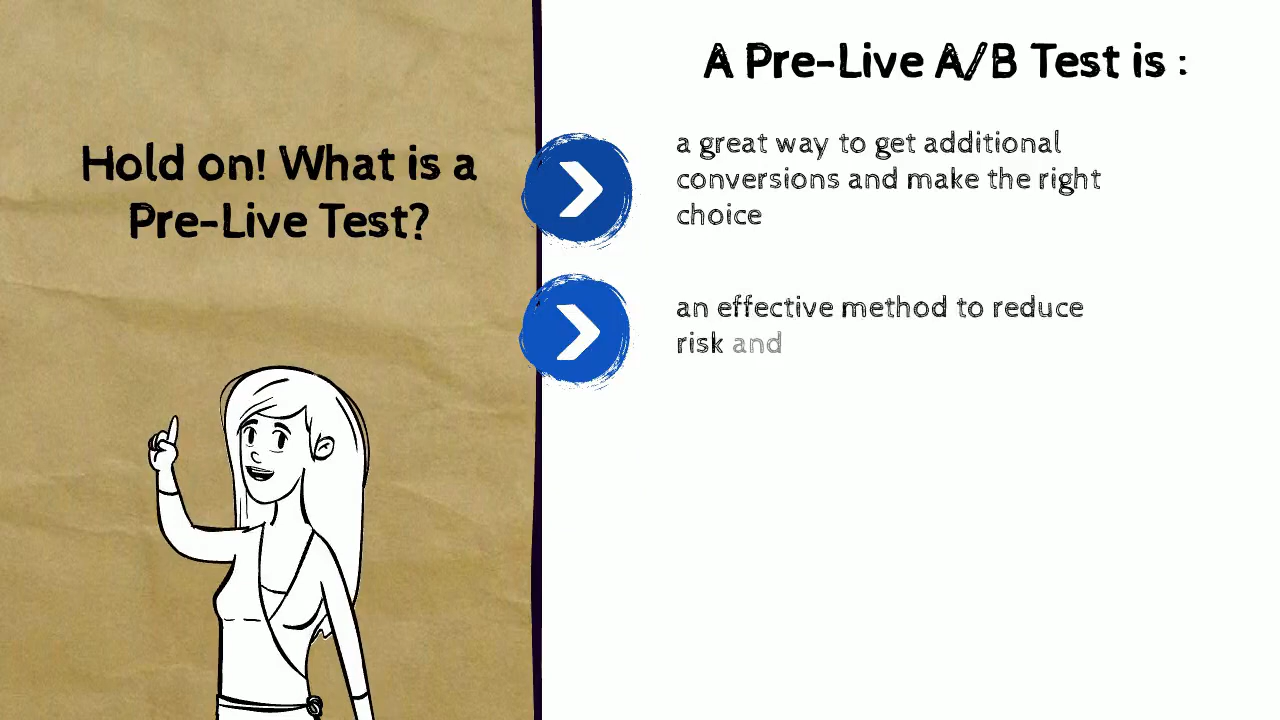 Hold on! What is a
Pre-Live Test?
A Pre-Live A/B Test is :
a great way to get additional
conversions and make the right
choice
an effective method to reduce
risk and